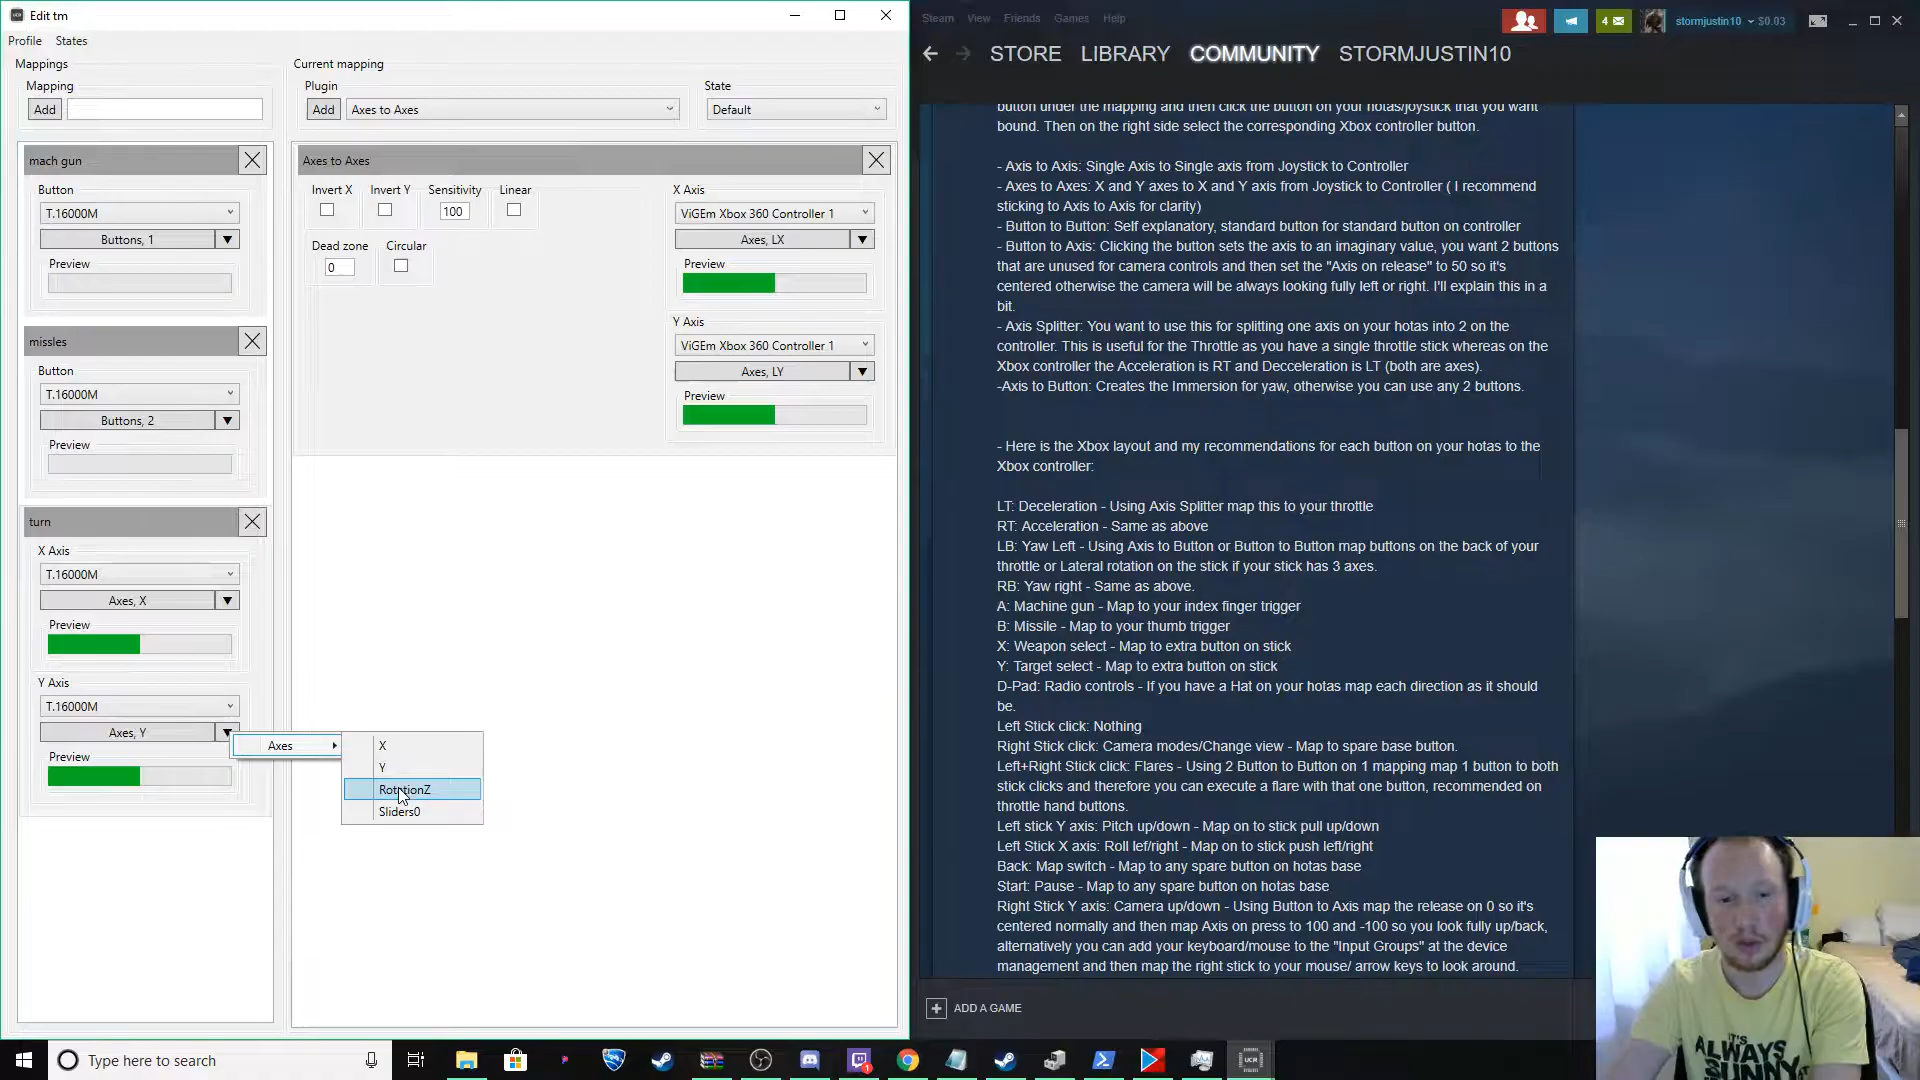 Edit tm
Profile States
Mappings
Mapping
Add
mach gun
Button
T.16000M
Buttons, 1
Preview
missles
Button
T.16000M
Buttons, 2
Preview
turn
X Axis
T.16000M
Axes, X
Preview
Y Axis
T.16000M
Axes, Y
Preview
Axes
X
Y
RotationZ
Sliders0
Current mapping
Plugin
Add Axes to Axes
State
Default
Axes to Axes
Invert X Invert Y Sensitivity Linear
100
Dead zone Circular
0
X Axis
ViGEm Xbox 360 Controller 1
Axes, LX
Preview
Y Axis
ViGEm Xbox 360 Controller 1
Axes, LY
Preview
Steam View Friends Games Help
4 stormjustin10 $0.03
STORE LIBRARY COMMUNITY STORMJUSTIN10
button under the mapping and then click the button on your hotas/joystick that you want
bound. Then on the right side select the corresponding Xbox controller button.
- Axis to Axis: Single Axis to Single axis from Joystick to Controller
- Axes to Axes: X and Y axes to X and Y axis from Joystick to Controller ( I recommend
sticking to Axis to Axis for clarity)
- Button to Button: Self explanatory, standard button for standard button on controller
- Button to Axis: Clicking the button sets the axis to an imaginary value, you want 2 buttons
that are unused for camera controls and then set the "Axis on release" to 50 so it's
centered otherwise the camera will be always looking fully left or right. I'll explain this in a
bit.
- Axis Splitter: You want to use this for splitting one axis on your hotas into 2 on the
controller. This is useful for the Throttle as you have a single throttle stick whereas on the
Xbox controller the Acceleration is RT and Decceleration is LT (both are axes).
-Axis to Button: Creates the Immersion for yaw, otherwise you can use any 2 buttons.
- Here is the Xbox layout and my recommendations for each button on your hotas to the
Xbox controller:
LT: Deceleration - Using Axis Splitter map this to your throttle
RT: Acceleration - Same as above
LB: Yaw Left - Using Axis to Button or Button to Button map buttons on the back of your
throttle or Lateral rotation on the stick if your stick has 3 axes.
RB: Yaw right - Same as above.
A: Machine gun - Map to your index finger trigger
B: Missile - Map to your thumb trigger
X: Weapon select - Map to extra button on stick
Y: Target select - Map to extra button on stick
D-Pad: Radio controls - If you have a Hat on your hotas map each direction as it should
be.
Left Stick click: Nothing
Right Stick click: Camera modes/Change view - Map to spare base button.
Left+Right Stick click: Flares - Using 2 Button to Button on 1 mapping map 1 button to both
stick clicks and therefore you can execute a flare with that one button, recommended on
throttle hand buttons.
Left stick Y axis: Pitch up/down - Map on to stick pull up/down
Left Stick X axis: Roll lef/right - Map on to stick push left/right
Back: Map switch - Map to any spare button on hotas base
Start: Pause - Map to any spare button on hotas base
Right Stick Y axis: Camera up/down - Using Button to Axis map the release on 0 so it's
centered normally and then map Axis on press to 100 and -100 so you look fully up/back,
alternatively you can add your keyboard/mouse to the "Input Groups" at the device
management and then map the right stick to your mouse/ arrow keys to look around.
ADD A GAME
IT'S
ALWAYS
SUNNY
Type here to search
UCR